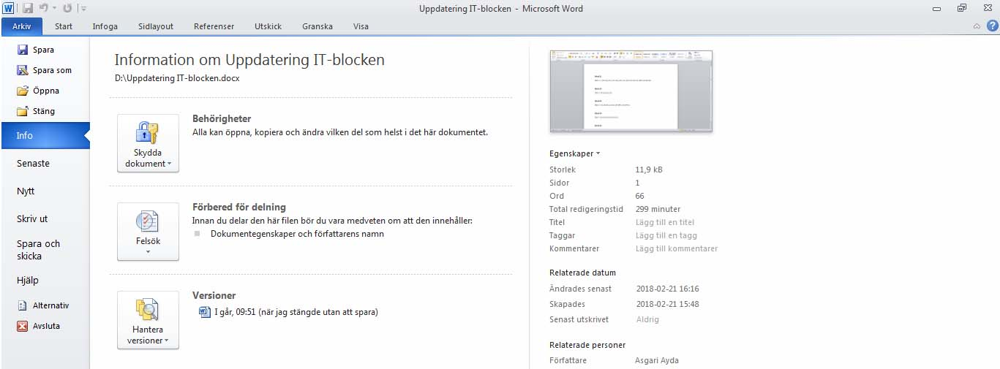 Uppdatering IT-blocken - Microsoft Word
Arkiv Start Infoga Sidlayout Referenser Utskick Granska Visa
Spara
Spara som
Öppna
Stäng
Info
Senaste
Nytt
Skriv ut
Spara och
skicka
Hjälp
Alternativ
Avsluta
Information om Uppdatering IT-blocken
D:\Uppdatering IT-blocken.docx
Skydda
dokument
Behörigheter
Alla kan öppna, kopiera och ändra vilken del som helst i det här dokumentet.
Felsök
Förbered för delning
Innan du delar den här filen bör du vara medveten om att den innehåller:
Dokumentegenskaper och författarens namn
Hantera
versioner
Versioner
I går, 09:51 (när jag stängde utan att spara)
Egenskaper
Storlek 11,9 kB
Sidor 1
Ord 66
Total redigeringstid 299 minuter
Titel Lägg till en titel
Taggar Lägg till en tagg
Kommentarer Lägg till kommentarer
Relaterade datum
Ändrades senast 2018-02-21 16:16
Skapades 2018-02-21 15:48
Senast utskrivet Aldrig
Relaterade personer
Författare Asgari Ayda